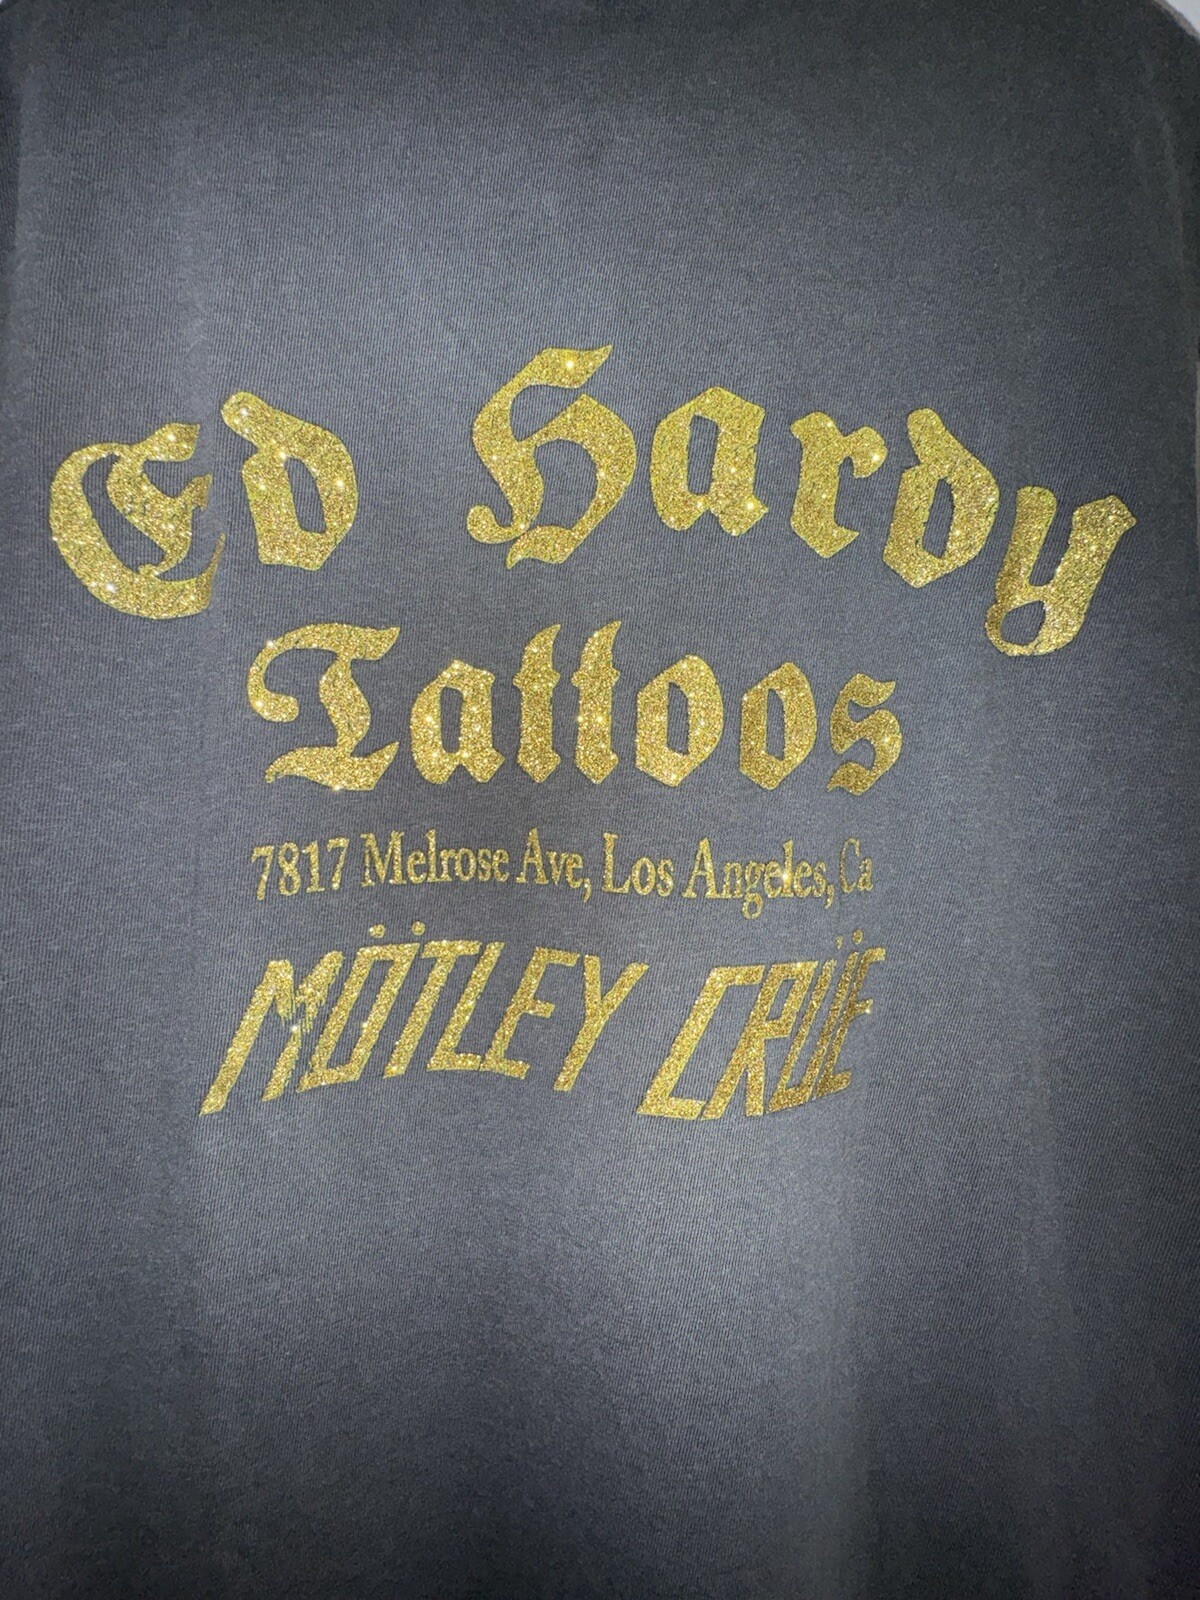 Ed Hardy
Tattoos
7817 Melrose Ave, Los Angeles, Ca
MÖTLEY CRÜE